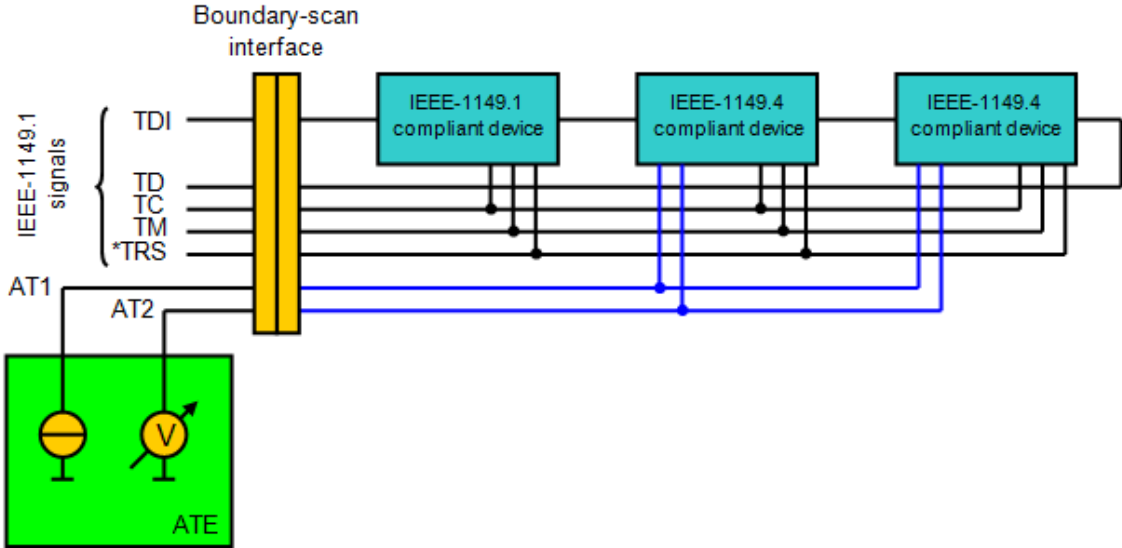 Boundary-scan
interface
IEEE-1149.1
signals
TDI
TD
TC
TM
*TRS
AT1
AT2
IEEE-1149.1
compliant device
IEEE-1149.4
compliant device
IEEE-1149.4
compliant device
V
ATE